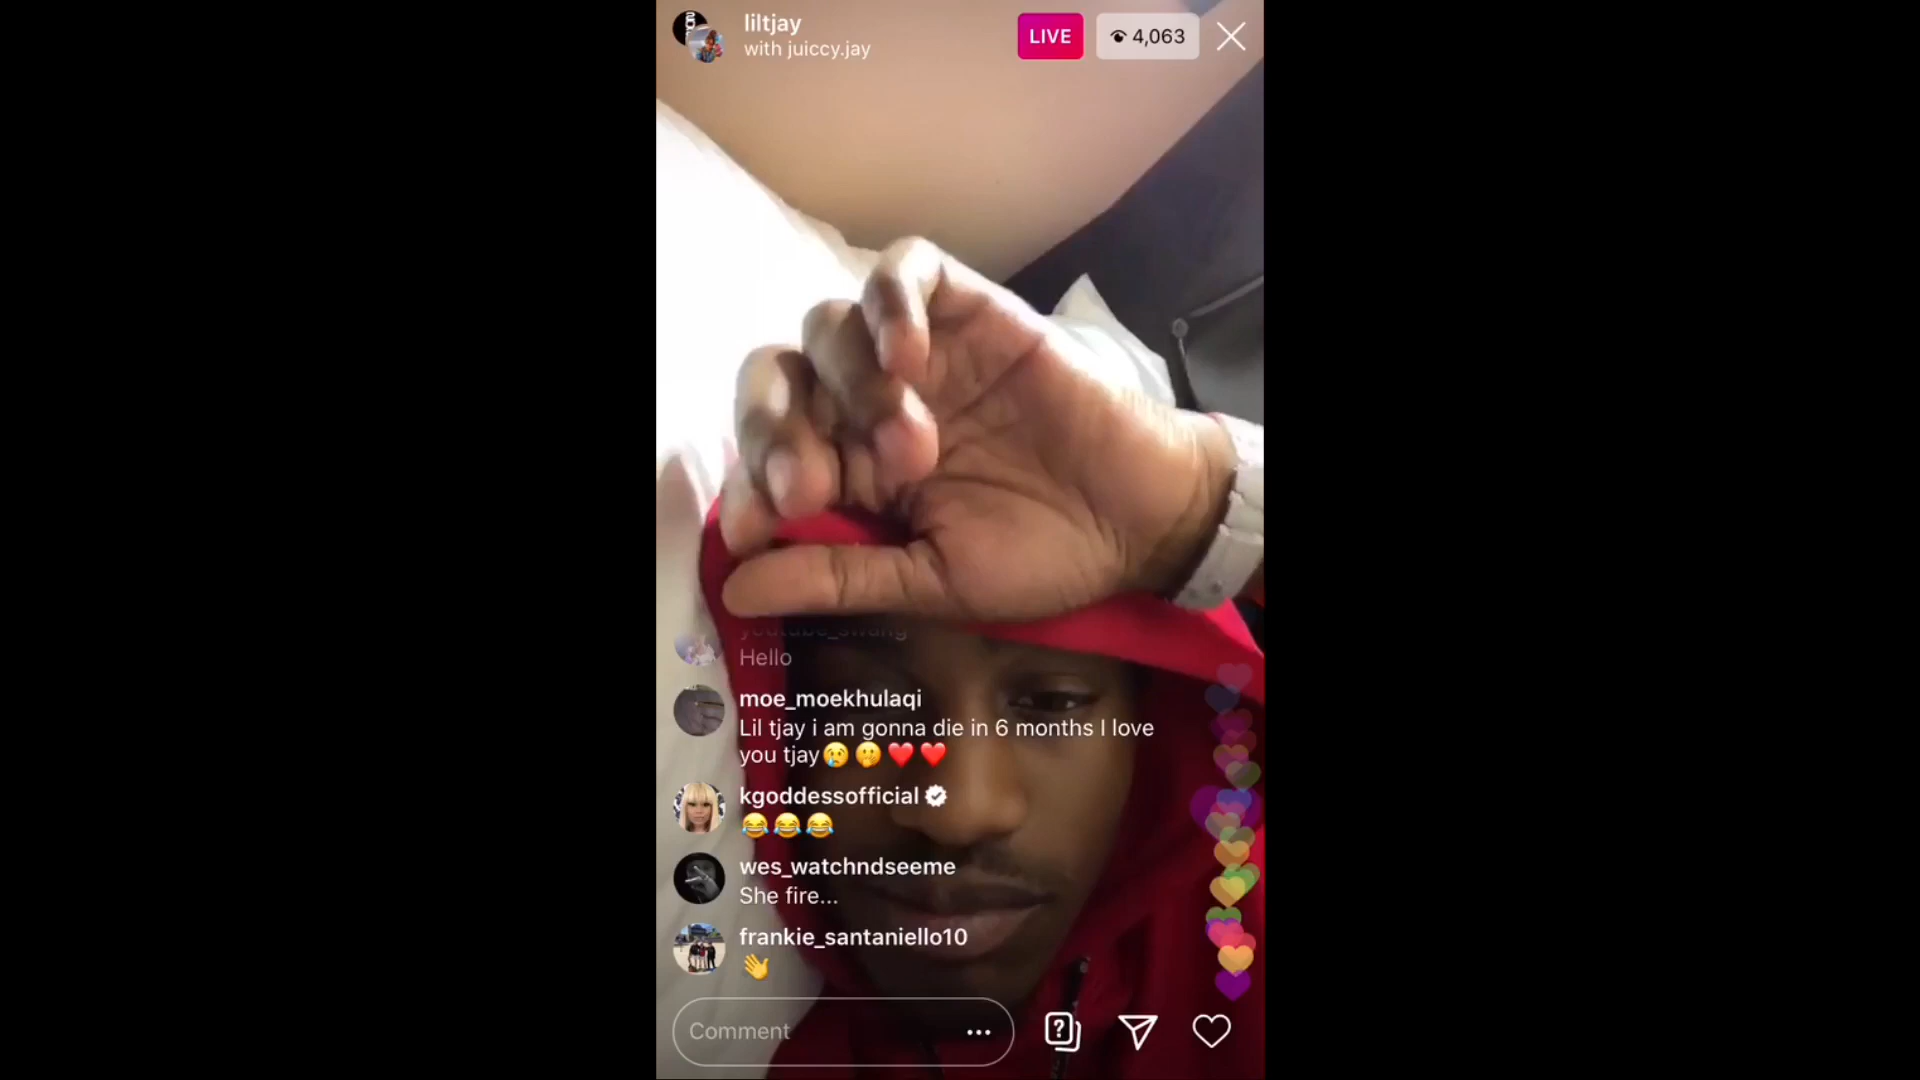 liltjay
with juiccy.jay
LIVE
4,063
Hello
moe_moekhulaqi
Lil tjay i am gonna die in 6 months I love
you tjay😢🤭❤️❤️
kgoddessofficial
😂😂😂
wes_watchndseeme
She fire...
frankie_santaniello10
👋
Comment